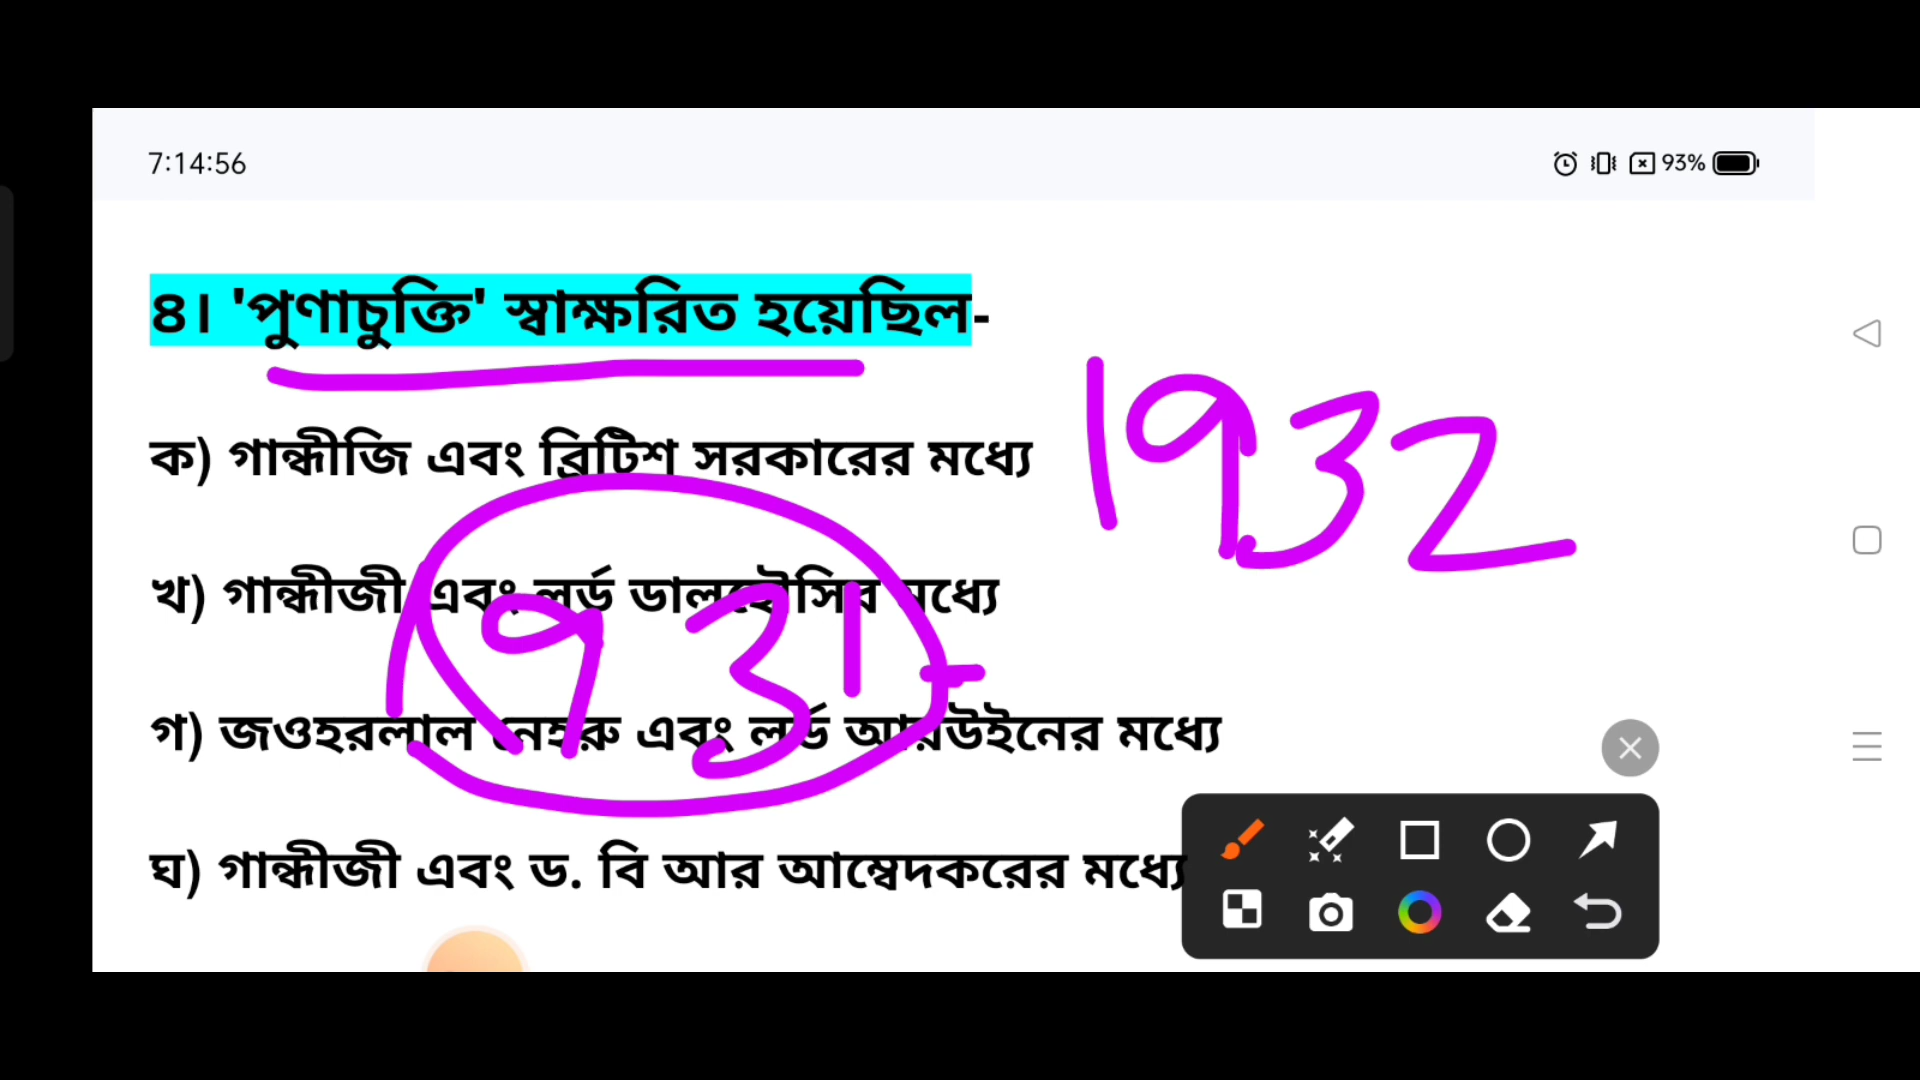 7:14:56
93%
৪। 'পুণাচুক্তি' স্বাক্ষরিত হয়েছিল-
1932
ক) গান্ধীজি এবং ব্রিটিশ সরকারের মধ্যে
খ) গান্ধীজী এবং লর্ড ডালহৌসির মধ্যে
1931-
গ) জওহরলাল নেহরু এবং লর্ড আরউইনের মধ্যে
ঘ) গান্ধীজী এবং ড. বি আর আম্বেদকরের মধ্যে